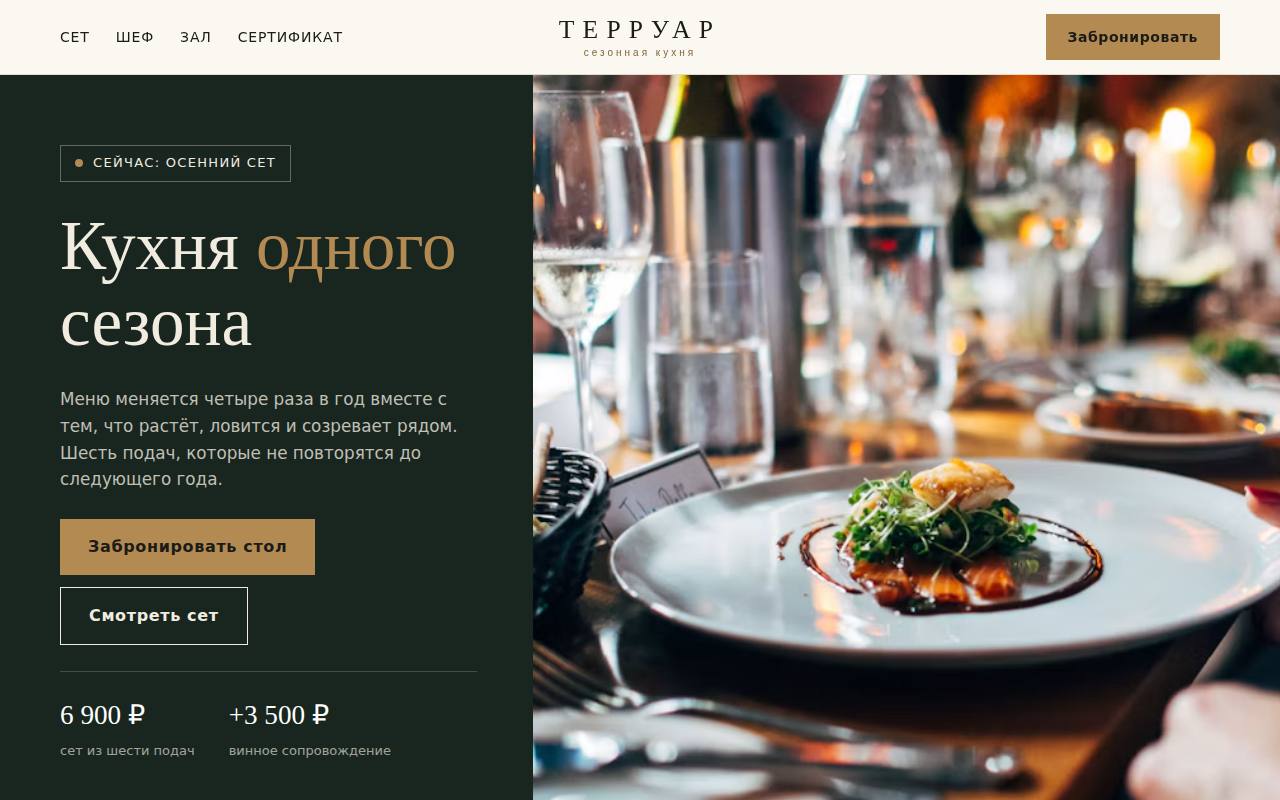 СЕТ ШЕФ ЗАЛ СЕРТИФИКАТ
ТЕРРУАР
сезонная кухня
Забронировать
СЕЙЧАС: ОСЕННИЙ СЕТ
Кухня одного
сезона
Меню меняется четыре раза в год вместе с
тем, что растёт, ловится и созревает рядом.
Шесть подач, которые не повторятся до
следующего года.
Забронировать стол
Смотреть сет
6 900 ₽ +3 500 ₽
сет из шести подач винное сопровождение